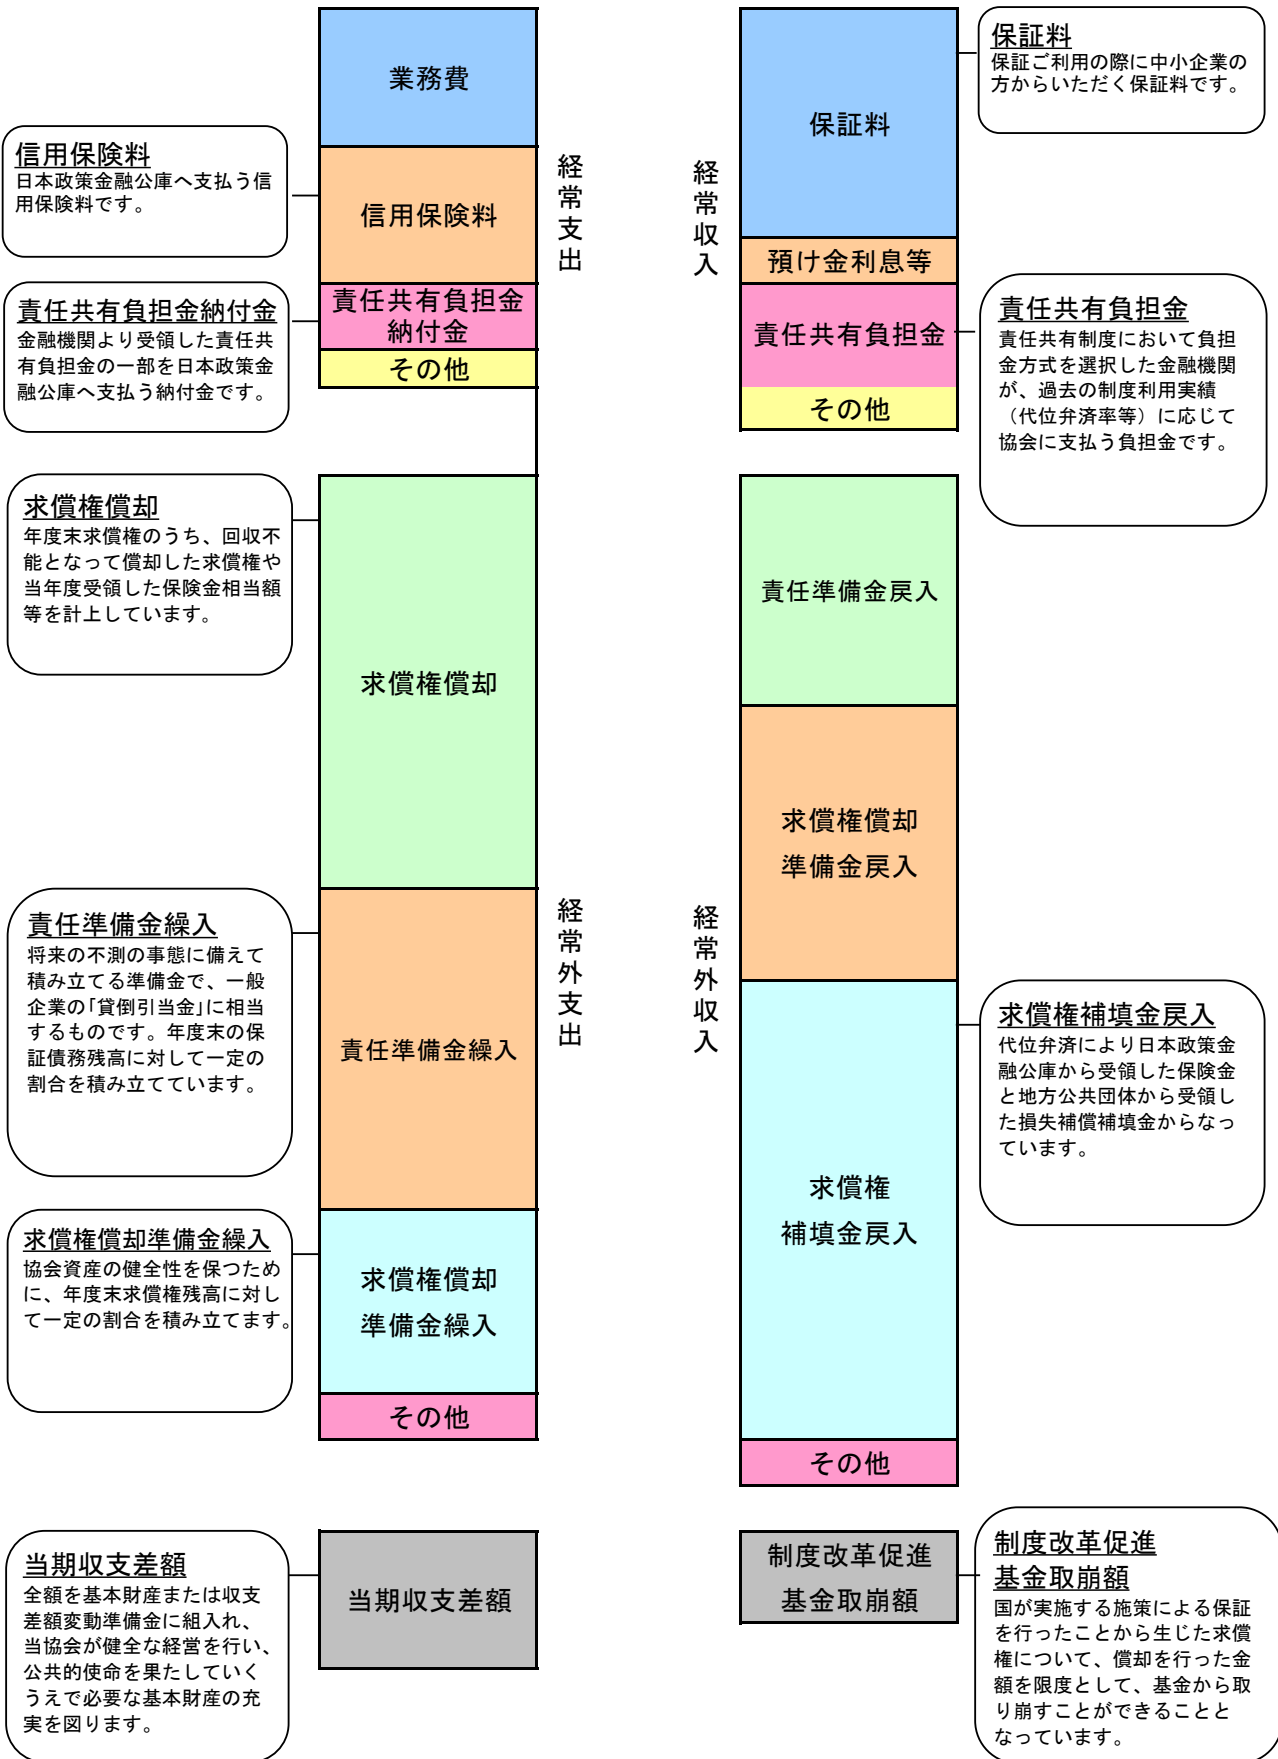 業務費
信用保険料
日本政策金融公庫へ支払う信
用保険料です。
信用保険料
責任共有負担金納付金
金融機関より受領した責任共
有負担金の一部を日本政策金
融公庫へ支払う納付金です。
責任共有負担金
納付金
その他
経常支出
求償権償却
年度末求償権のうち、回収不
能となって償却した求償権や
当年度受領した保険金相当額
等を計上しています。
求償権償却
責任準備金繰入
将来の不測の事態に備えて
積み立てる準備金で、一般
企業の「貸倒引当金」に相当
するものです。年度末の保
証債務残高に対して一定の
割合を積み立てています。
責任準備金繰入
経常外支出
求償権償却準備金繰入
協会資産の健全性を保つため
に、年度末求償権残高に対し
て一定の割合を積み立てます。
求償権償却
準備金繰入
その他
当期収支差額
全額を基本財産または収支
差額変動準備金に組入れ、
当協会が健全な経営を行い、
公共的使命を果たしていく
うえで必要な基本財産の充
実を図ります。
当期収支差額
経常収入
保証料
保証料
保証ご利用の際に中小企業の
方からいただく保証料です。
預け金利息等
責任共有負担金
責任共有負担金
責任共有制度において負担
金方式を選択した金融機関
が、過去の制度利用実績
（代位弁済率等）に応じて
協会に支払う負担金です。
その他
責任準備金戻入
求償権償却
準備金戻入
経常外収入
求償権
補填金戻入
求償権補填金戻入
代位弁済により日本政策金
融公庫から受領した保険金
と地方公共団体から受領し
た損失補償補填金からなっ
ています。
その他
制度改革促進
基金取崩額
制度改革促進
基金取崩額
国が実施する施策による保証
を行ったことから生じた求償
権について、償却を行った金
額を限度として、基金から取
り崩すことができることと
なっています。